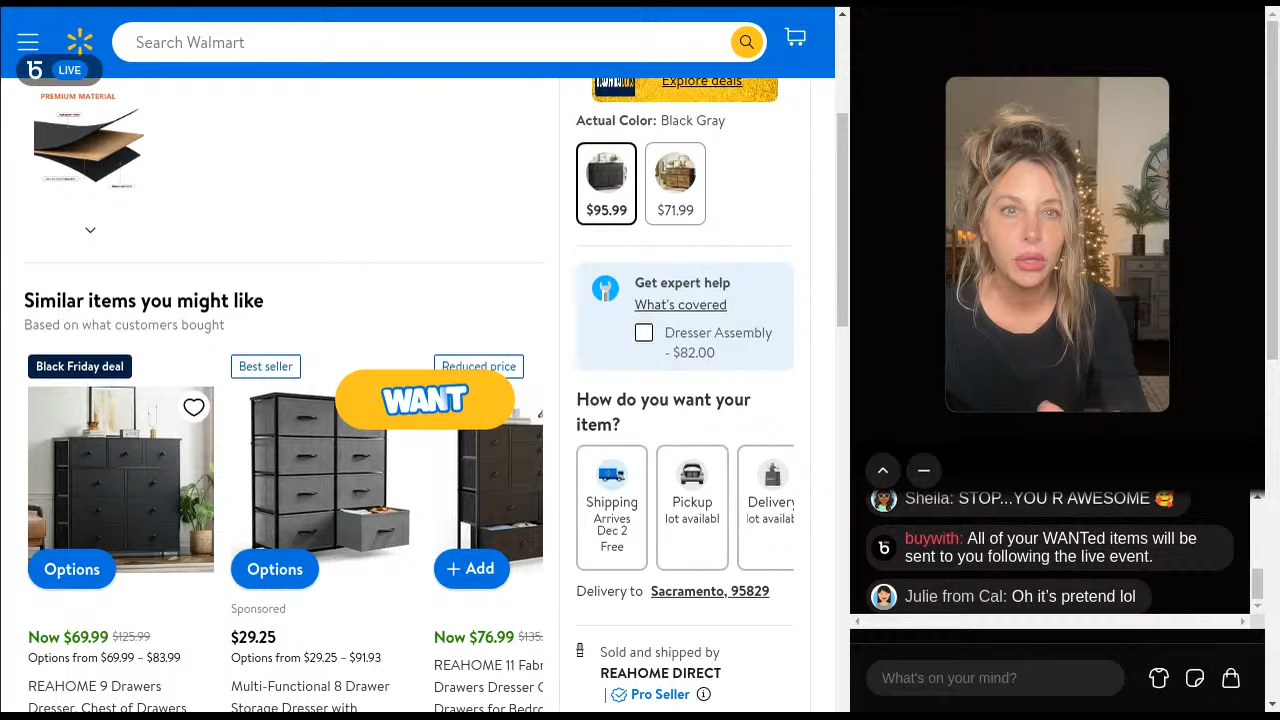 Search Walmart
LIVE
PREMIUM MATERIAL
Explore deals
Actual Color: Black Gray
$95.99
$71.99
Get expert help
What's covered
Dresser Assembly
- $82.00
Similar items you might like
Based on what customers bought
Black Friday deal
Best seller
Reduced price
WANT
How do you want your
item?
Shipping
Arrives
Dec 2
Free
Pickup
lot availabl
Delivery
lot availab
Options
Options
+ Add
Delivery to Sacramento, 95829
Sponsored
Now $69.99 $125.99
Options from $69.99 – $83.99
REAHOME 9 Drawers
Dresser, Chest of Drawers
$29.25
Options from $29.25 – $91.93
Multi-Functional 8 Drawer
Storage Dresser with
Now $76.99 $135.
REAHOME 11 Fabr
Drawers Dresser C
Drawers for Bedro
Sold and shipped by
REAHOME DIRECT
| Pro Seller
Sheila: STOP...YOU R AWESOME 🥰
buywith: All of your WANTed items will be
sent to you following the live event.
Julie from Cal: Oh it's pretend lol
What's on your mind?